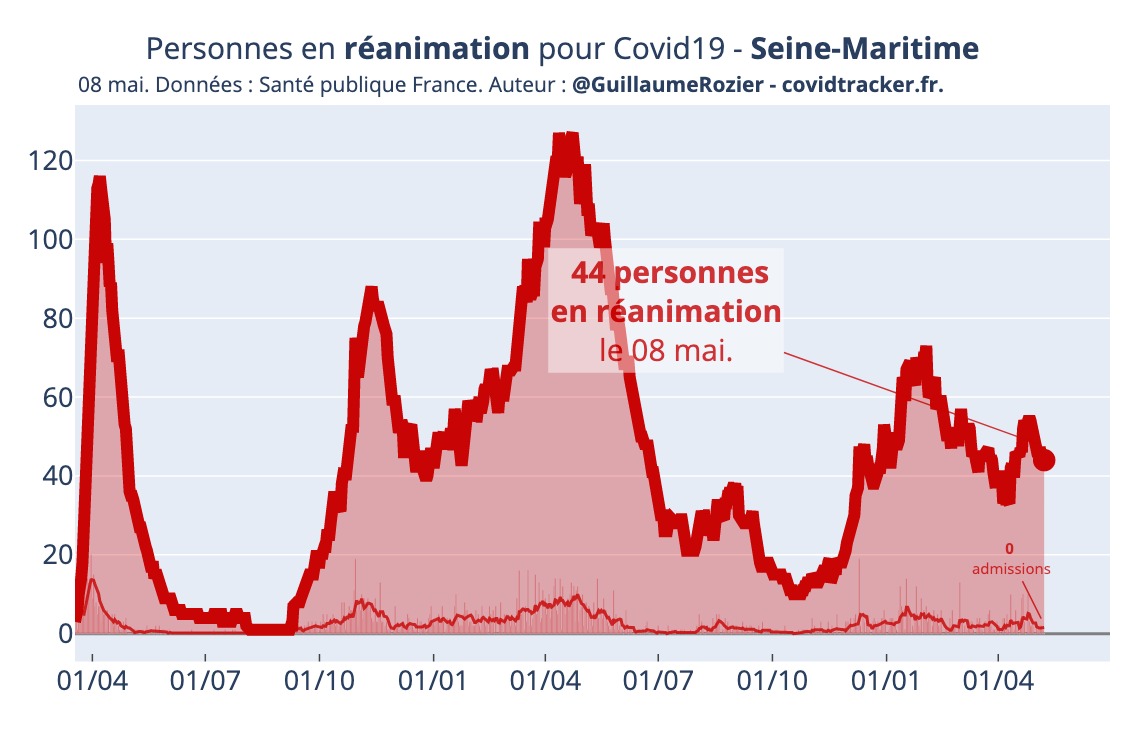 Personnes en réanimation pour Covid19 - Seine-Maritime
08 mai. Données : Santé publique France. Auteur : @GuillaumeRozier - covidtracker.fr.
120
100
80
60
40
20
0
44 personnes
en réanimation
le 08 mai.
0
admissions
01/04
01/07
01/10
01/01
01/04
01/07
01/10
01/01
01/04